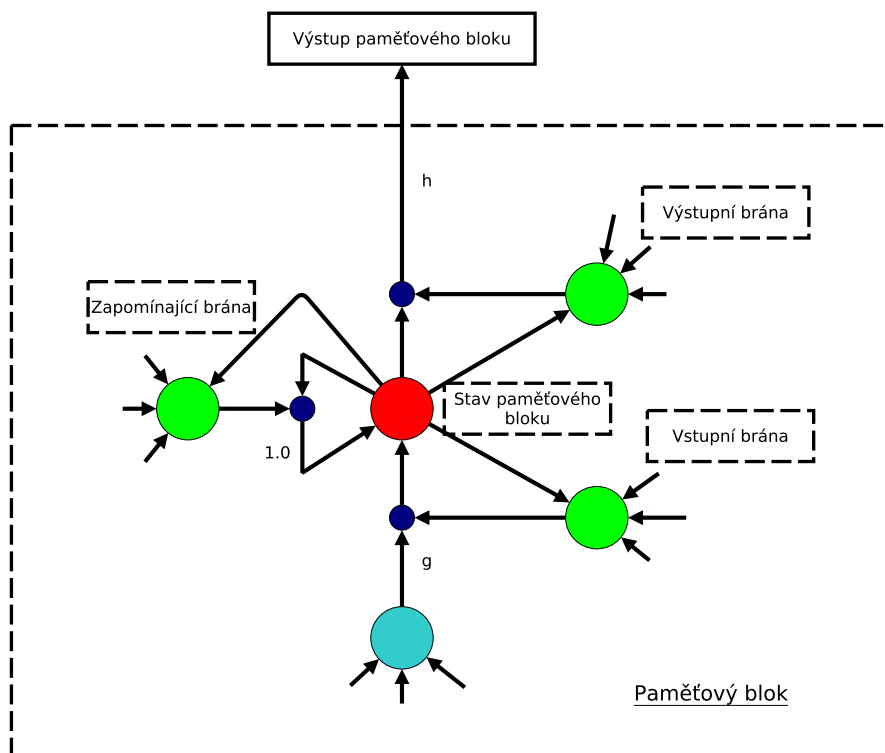 Výstup paměťového bloku
h
Výstupní brána
Zapomínající brána
Stav paměťového
bloku
Vstupní brána
1.0
g
Paměťový blok